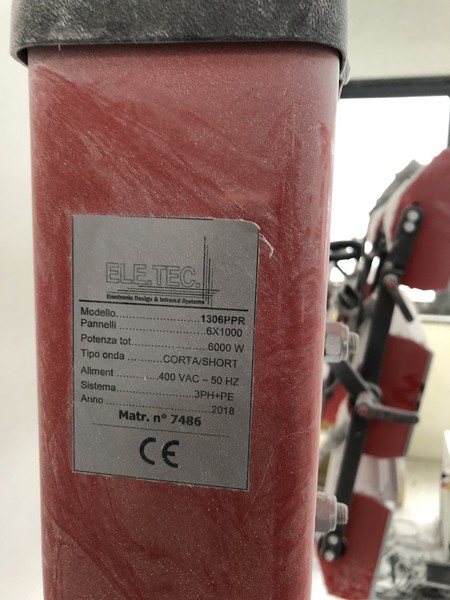 ELE.TEC.
Electronic Design & Infrared Systems
Modello..................1306PPR
Pannelli ......................6X1000
Potenza tot...................6000 W
Tipo onda ..........CORTA/SHORT
Aliment ..........400 VAC – 50 HZ
Sistema.......................3PH+PE
Anno ...............................2018
Matr. n° 7486
CE